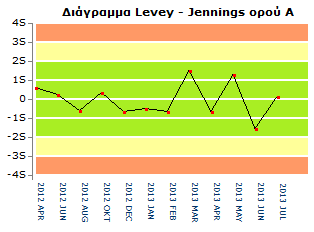 Διάγραμμα Levey - Jennings ορού Α
4S
3S
2S
1S
0
-1S
-2S
-3S
-4S
2012 APR
2012 JUN
2012 AUG
2012 OKT
2012 DEC
2013 JAN
2013 FEB
2013 MAR
2013 APR
2013 MAY
2013 JUN
2013 JUL